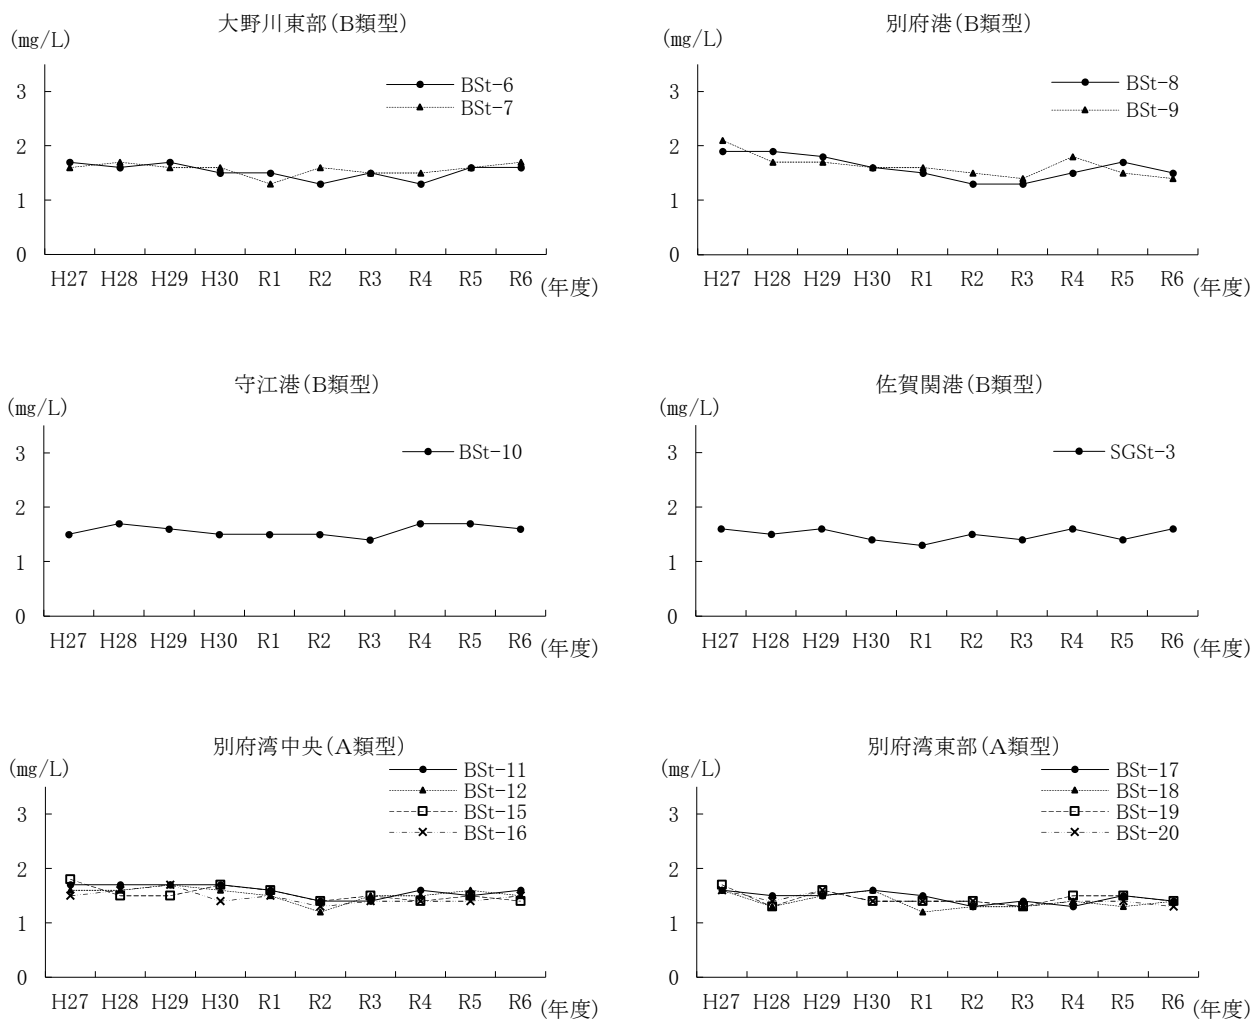 大野川東部(B類型)
(mg/L)
BSt-6
BSt-7
3
2
1
0
H27 H28 H29 H30 R1 R2 R3 R4 R5 R6 (年度)
別府港(B類型)
(mg/L)
BSt-8
BSt-9
3
2
1
0
H27 H28 H29 H30 R1 R2 R3 R4 R5 R6 (年度)
守江港(B類型)
(mg/L)
BSt-10
3
2
1
0
H27 H28 H29 H30 R1 R2 R3 R4 R5 R6 (年度)
佐賀関港(B類型)
(mg/L)
SGSt-3
3
2
1
0
H27 H28 H29 H30 R1 R2 R3 R4 R5 R6 (年度)
別府湾中央(A類型)
(mg/L)
BSt-11
BSt-12
BSt-15
BSt-16
3
2
1
0
H27 H28 H29 H30 R1 R2 R3 R4 R5 R6 (年度)
別府湾東部(A類型)
(mg/L)
BSt-17
BSt-18
BSt-19
BSt-20
3
2
1
0
H27 H28 H29 H30 R1 R2 R3 R4 R5 R6 (年度)